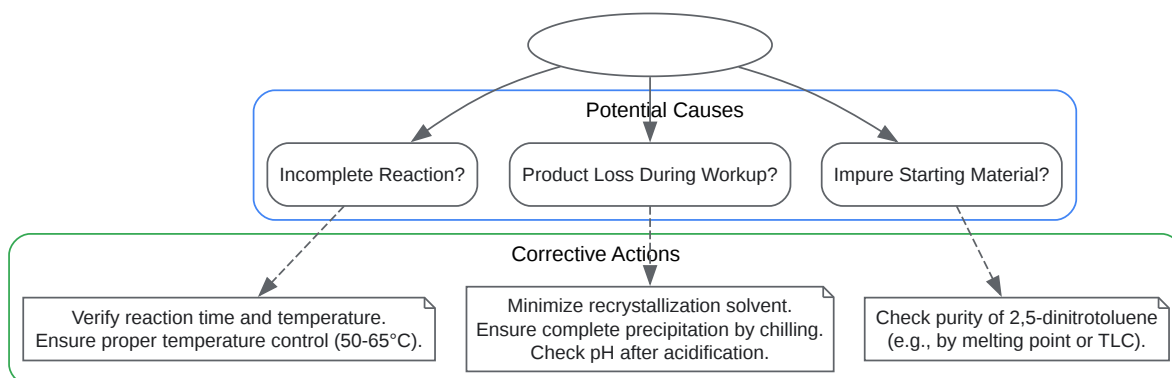 Potential Causes
Incomplete Reaction?
Product Loss During Workup?
Impure Starting Material?
Corrective Actions
Verify reaction time and temperature.
Ensure proper temperature control (50-65°C).
Minimize recrystallization solvent.
Ensure complete precipitation by chilling.
Check pH after acidification.
Check purity of 2,5-dinitrotoluene
(e.g., by melting point or TLC).